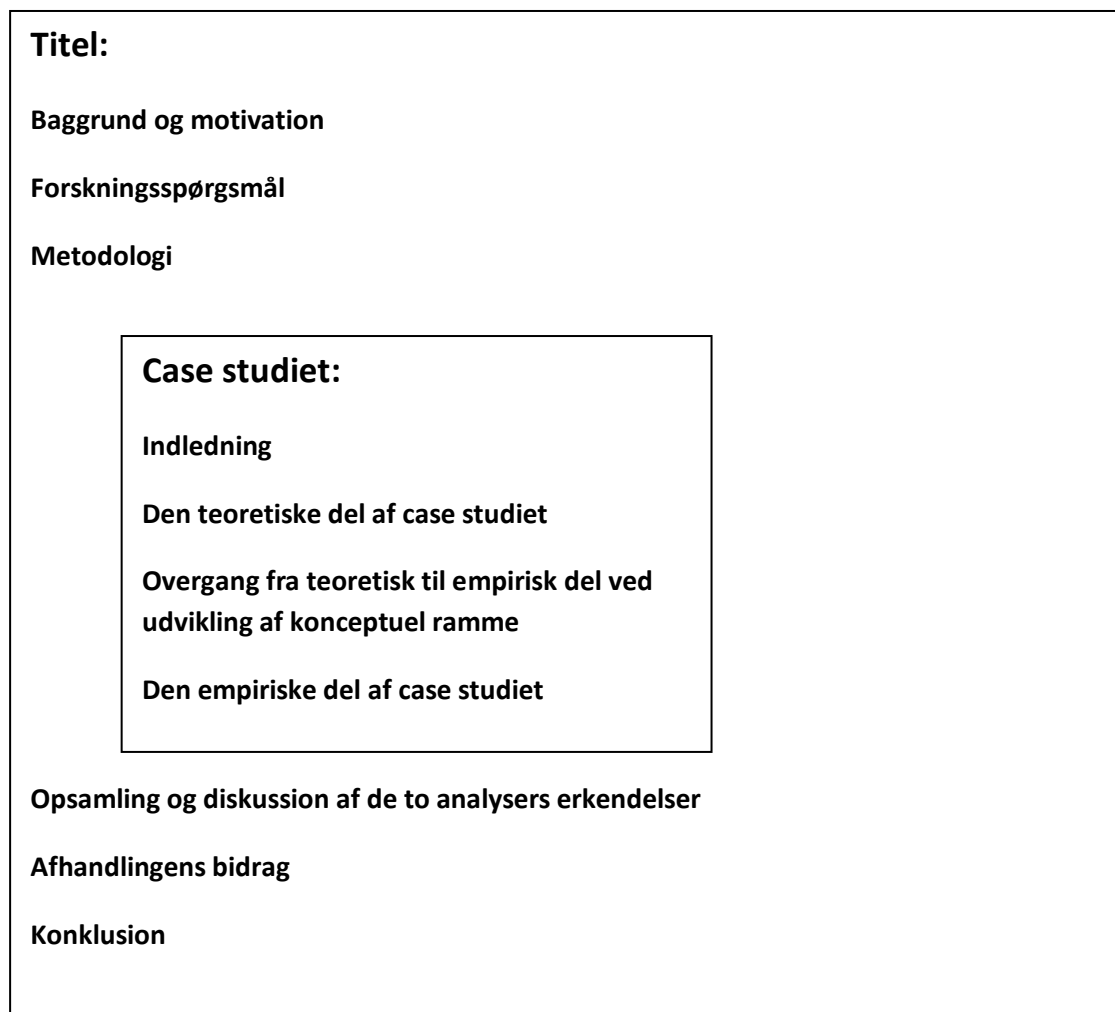 Titel:
Baggrund og motivation
Forskningsspørgsmål
Metodologi
Case studiet:
Indledning
Den teoretiske del af case studiet
Overgang fra teoretisk til empirisk del ved
udvikling af konceptuel ramme
Den empiriske del af case studiet
Opsamling og diskussion af de to analysers erkendelser
Afhandlingens bidrag
Konklusion